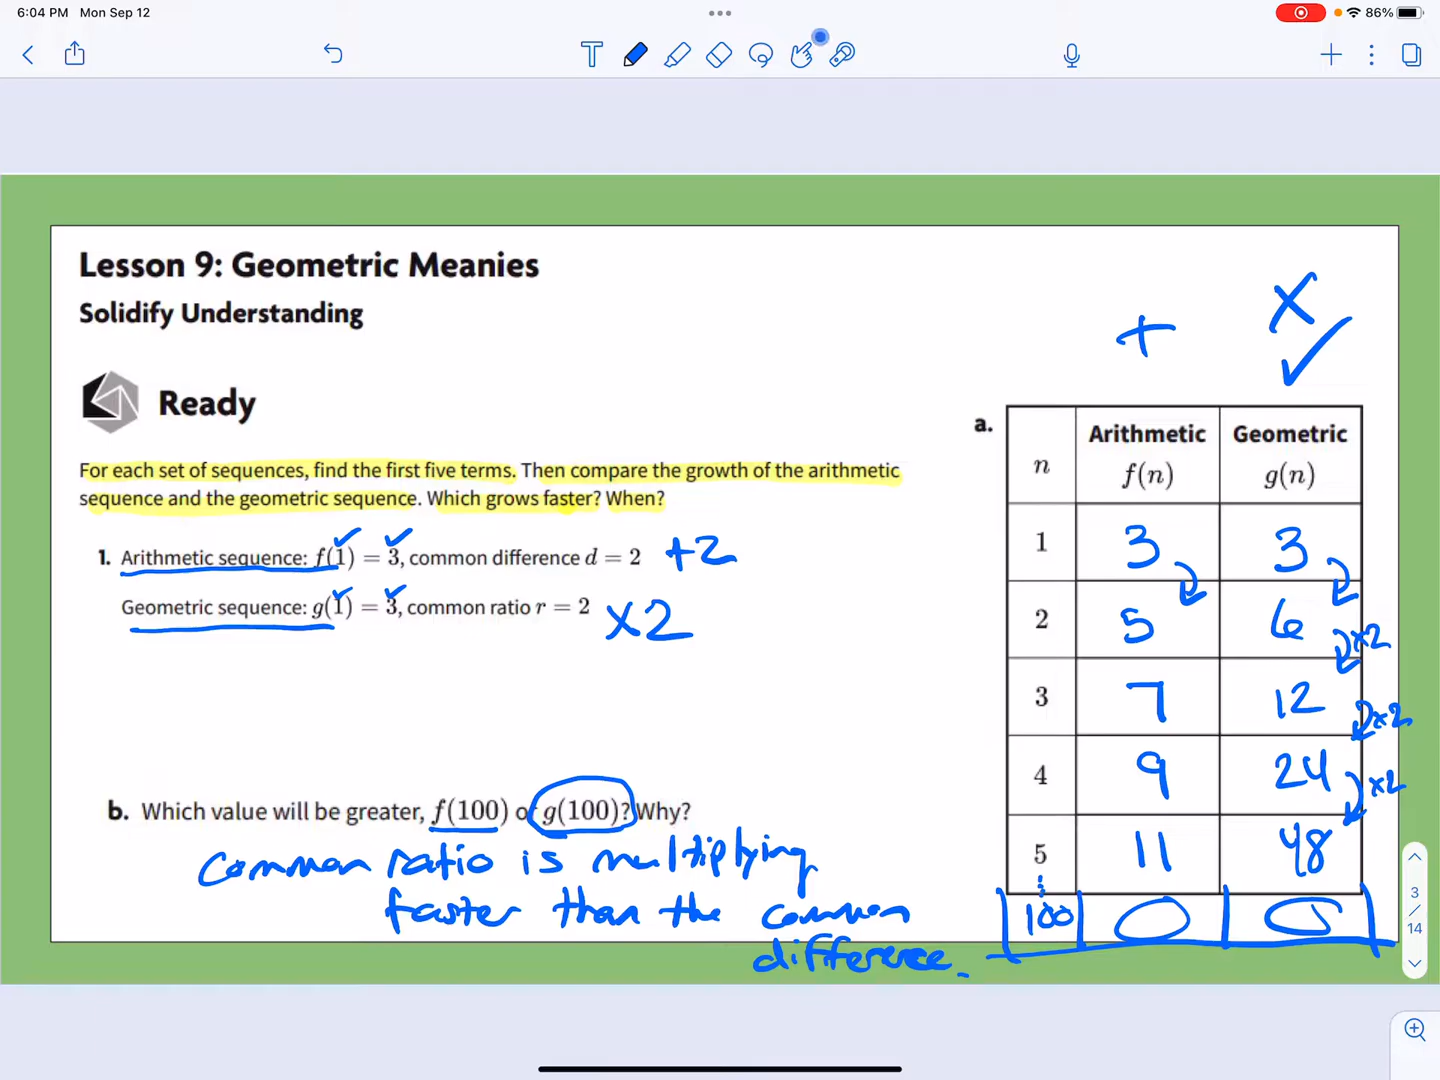 6:04 PM Mon Sep 12
86%
T
Lesson 9: Geometric Meanies
Solidify Understanding
Ready
For each set of sequences, find the first five terms. Then compare the growth of the arithmetic
sequence and the geometric sequence. Which grows faster? When?
1. Arithmetic sequence: f(1) = 3, common difference d = 2 +2
Geometric sequence: g(1) = 3, common ratio r = 2 x2
b. Which value will be greater, f(100) or g(100)? Why?
common ratio is multiplying
faster than the common
difference.
+ x
a.
n Arithmetic f(n) Geometric g(n)
1 3 3
2 5 6
x2
3 7 12
x2
4 9 24
x2
5 11 48
100
3
/
14